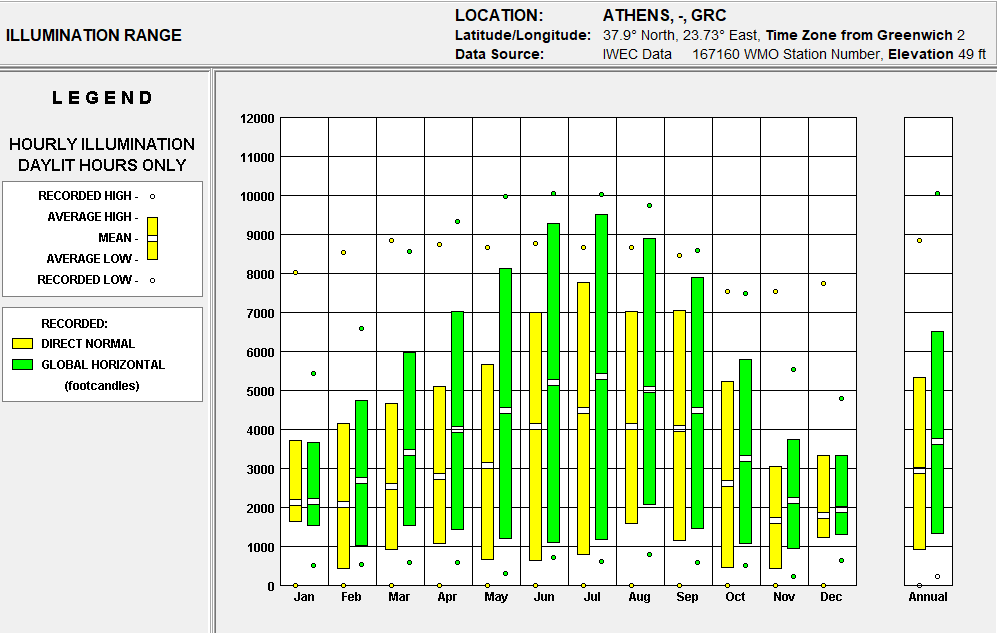 ILLUMINATION RANGE
LOCATION: ATHENS, -, GRC
Latitude/Longitude: 37.9° North, 23.73° East, Time Zone from Greenwich 2
Data Source: IWEC Data 167160 WMO Station Number, Elevation 49 ft
LEGEND
HOURLY ILLUMINATION
DAYLIT HOURS ONLY
RECORDED HIGH -
AVERAGE HIGH -
MEAN -
AVERAGE LOW -
RECORDED LOW -
RECORDED:
DIRECT NORMAL
GLOBAL HORIZONTAL
(footcandles)
12000
11000
10000
9000
8000
7000
6000
5000
4000
3000
2000
1000
0
Jan Feb Mar Apr May Jun Jul Aug Sep Oct Nov Dec Annual